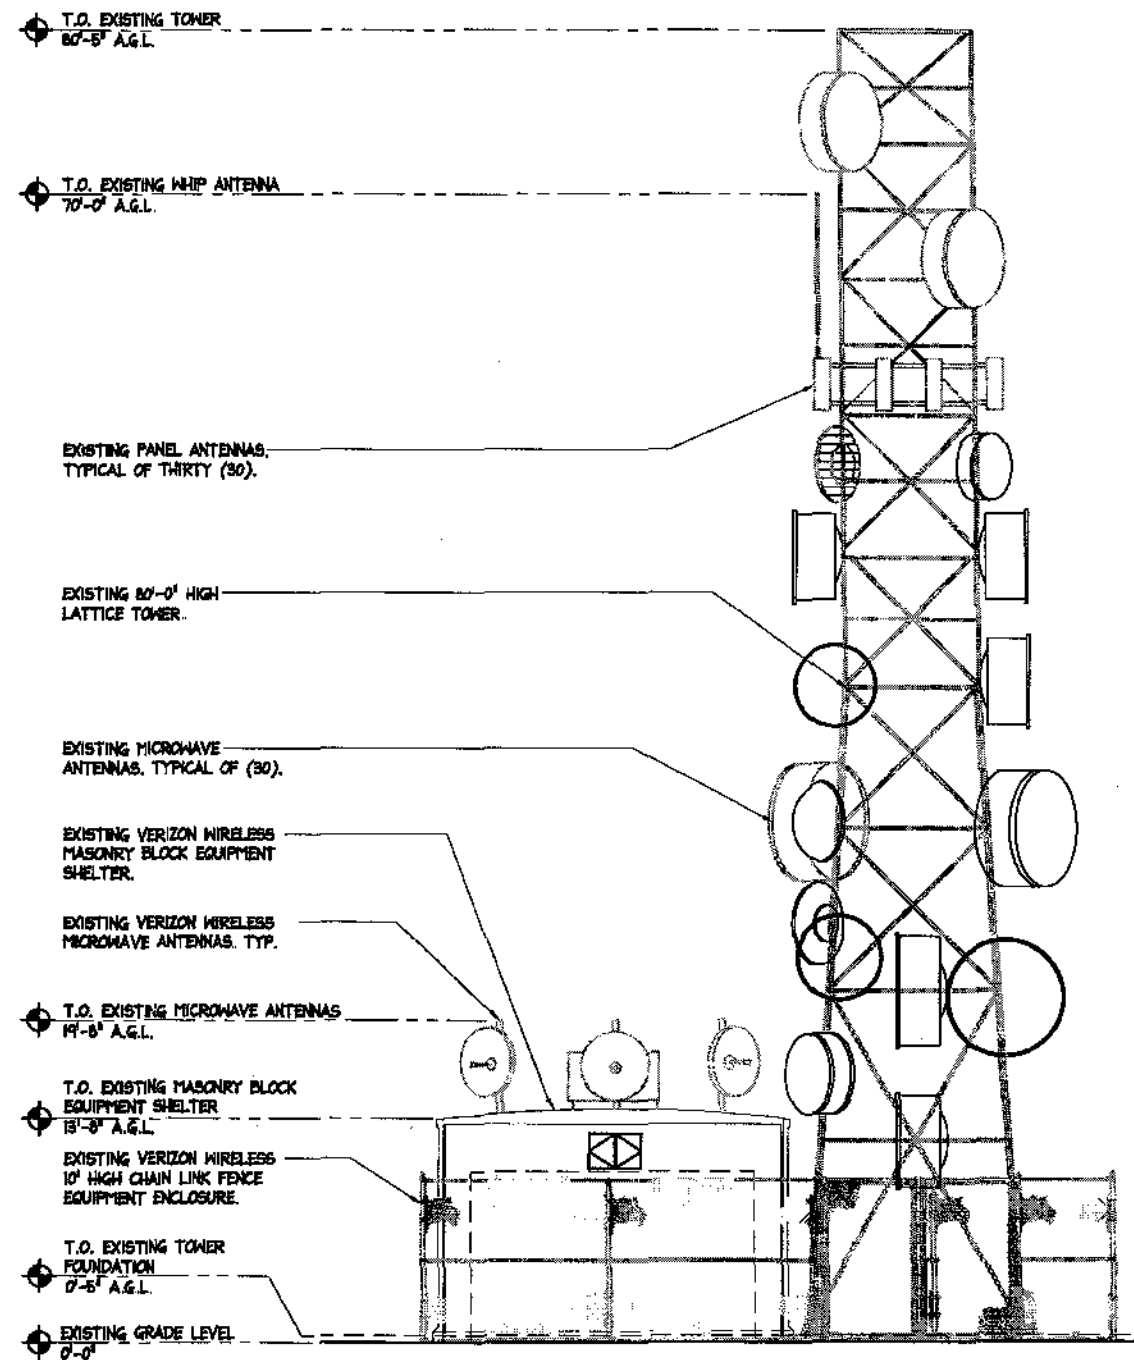 T.O. EXISTING TOWER
80'-5" A.G.L.
T.O. EXISTING WHIP ANTENNA
70'-0" A.G.L.
EXISTING PANEL ANTENNAS,
TYPICAL OF THIRTY (30).
EXISTING 80'-0" HIGH
LATTICE TOWER.
EXISTING MICROWAVE
ANTENNAS, TYPICAL OF (30).
EXISTING VERIZON WIRELESS
MASONRY BLOCK EQUIPMENT
SHELTER.
EXISTING VERIZON WIRELESS
MICROWAVE ANTENNAS, TYP.
T.O. EXISTING MICROWAVE ANTENNAS
19'-8" A.G.L.
T.O. EXISTING MASONRY BLOCK
EQUIPMENT SHELTER
13'-8" A.G.L.
EXISTING VERIZON WIRELESS
10' HIGH CHAIN LINK FENCE
EQUIPMENT ENCLOSURE.
T.O. EXISTING TOWER
FOUNDATION
0'-5" A.G.L.
EXISTING GRADE LEVEL
0'-0"